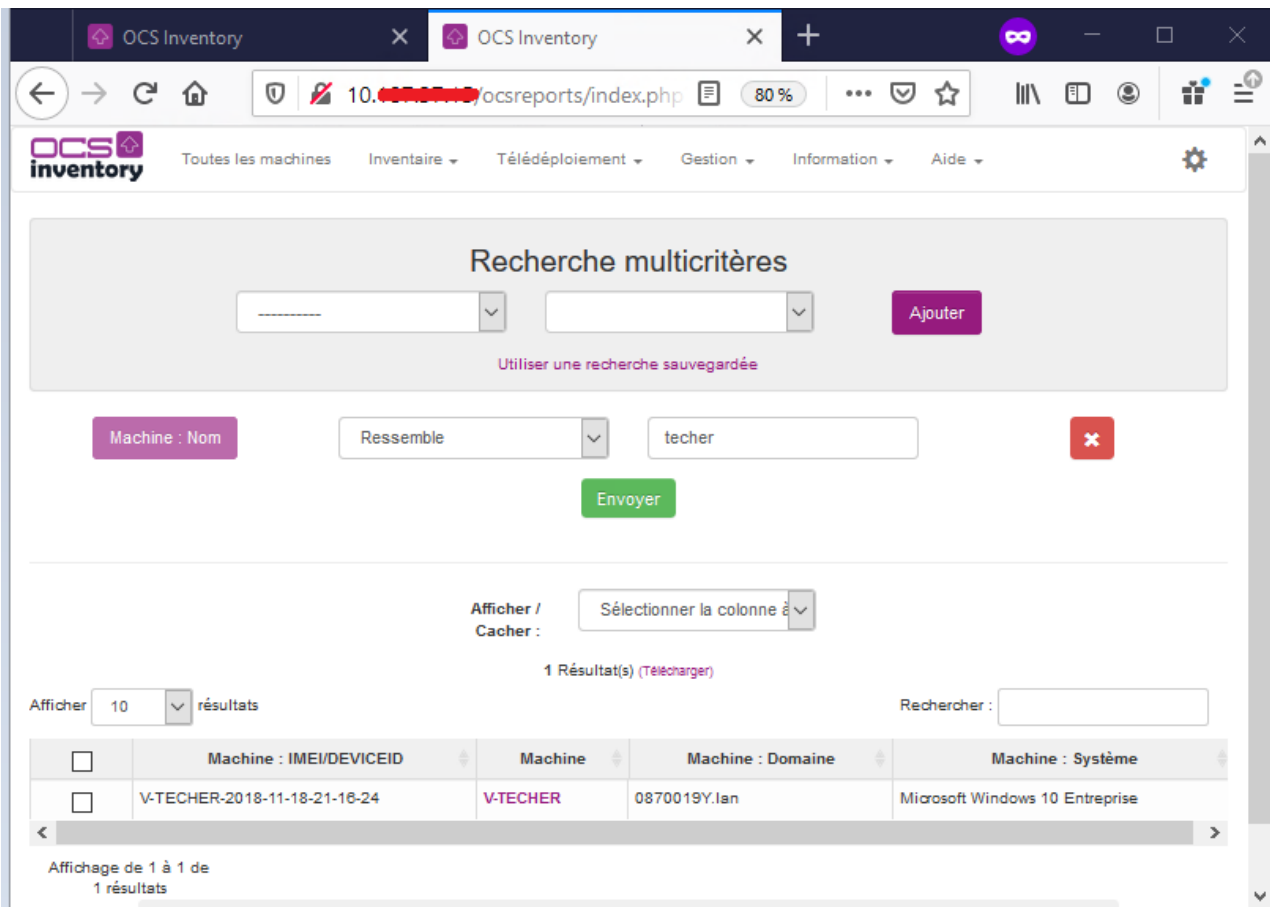 OCS Inventory
OCS Inventory
10. /ocsreports/index.php 80 %
OCS inventory
Toutes les machines Inventaire Télédéploiement Gestion Information Aide
Recherche multicritères
---------- Ajouter
Utiliser une recherche sauvegardée
Machine : Nom Ressemble techer
Envoyer
Afficher / Cacher : Sélectionner la colonne à
1 Résultat(s) (Télécharger)
Afficher 10 résultats Rechercher :
Machine : IMEI/DEVICEID Machine Machine : Domaine Machine : Système
V-TECHER-2018-11-18-21-16-24 V-TECHER 0870019Y.lan Microsoft Windows 10 Entreprise
Affichage de 1 à 1 de
1 résultats